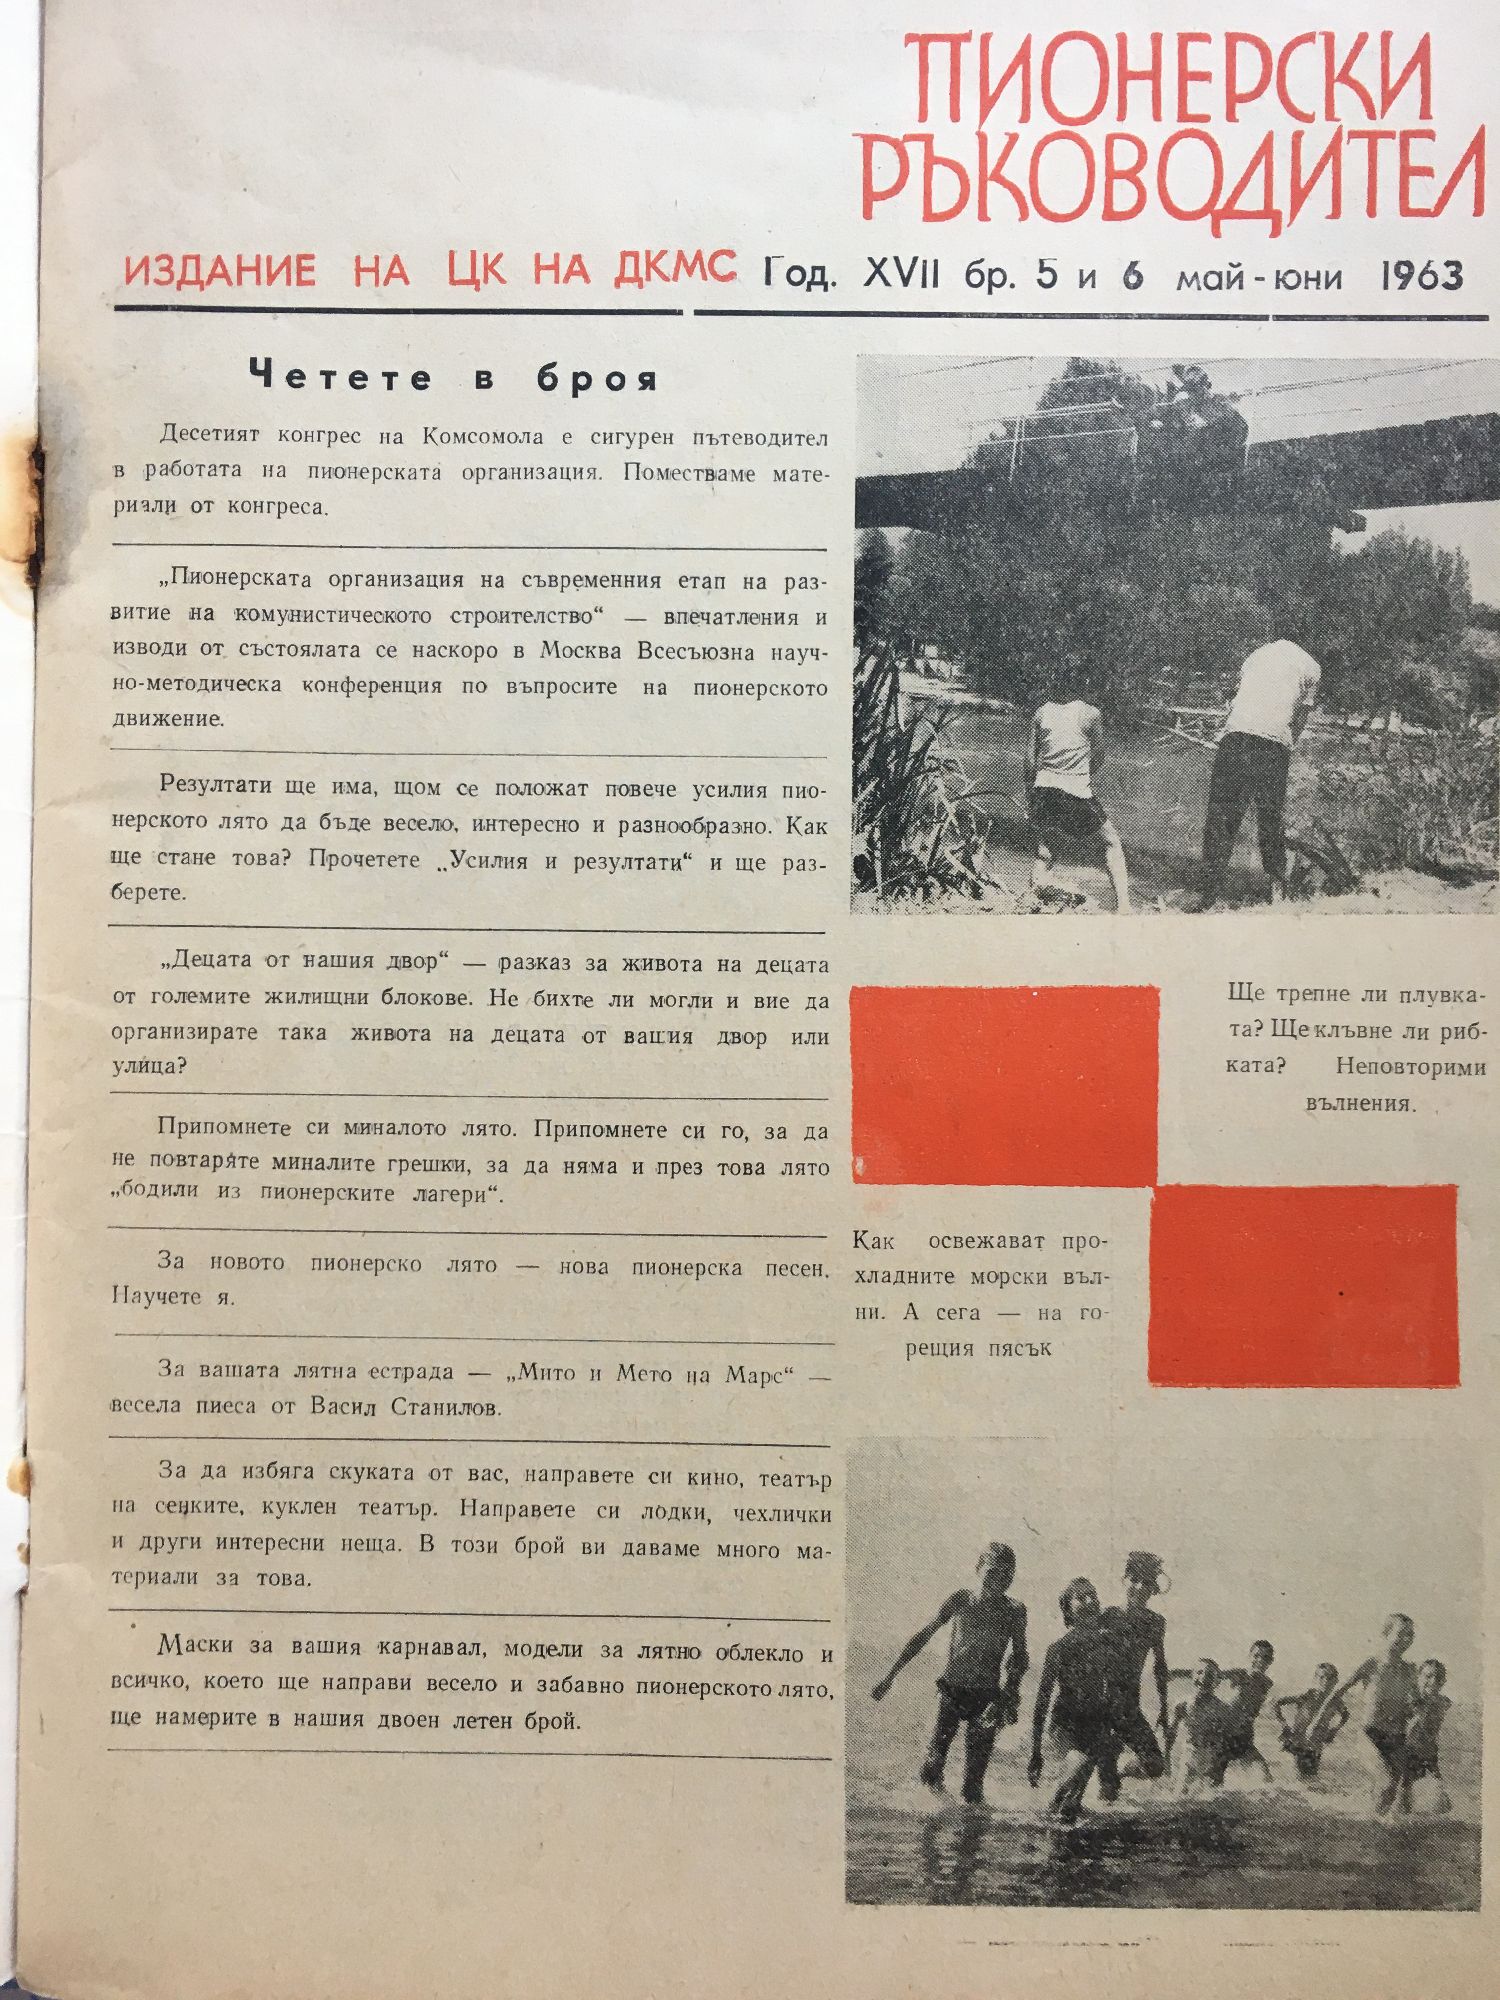 ПИОНЕРСКИ
РЪКОВОДИТЕЛ
ИЗДАНИЕ НА ЦК НА ДКМС Год. XVII бр. 5 и 6 май-юни 1963
Четете в броя
Десетият конгрес на Комсомола е сигурен пътеводител
в работата на пионерската организация. Поместваме мате-
риали от конгреса.
„Пионерската организация на съвременния етап на раз-
витие на комунистическото строителство“ — впечатления и
изводи от състоялата се наскоро в Москва Всесъюзна науч-
но-методическа конференция по въпросите на пионерското
движение.
Резултати ще има, щом се положат повече усилия пио-
нерското лято да бъде весело, интересно и разнообразно. Как
ще стане това? Прочетете „Усилия и резултати“ и ще раз-
берете.
„Децата от нашия двор“ — разказ за живота на децата
от големите жилищни блокове. Не бихте ли могли и вие да
организирате така живота на децата от вашия двор или
улица?
Припомнете си миналото лято. Припомнете си го, за да
не повтаряте миналите грешки, за да няма и през това лято
„бодили из пионерските лагери“.
За новото пионерско лято — нова пионерска песен.
Научете я.
За вашата лятна естрада — „Мито и Мето на Марс“ —
весела пиеса от Васил Станилов.
За да избяга скуката от вас, направете си кино, театър
на сенките, куклен театър. Направете си лодки, чехлички
и други интересни неща. В този брой ви даваме много ма-
териали за това.
Маски за вашия карнавал, модели за лятно облекло и
всичко, което ще направи весело и забавно пионерското лято,
ще намерите в нашия двоен летен брой.
Ще трепне ли плувка-
та? Ще клъвне ли риб-
ката? Неповторими
вълнения.
Как освежават про-
хладните морски въл-
ни. А сега — на го-
рещия пясък